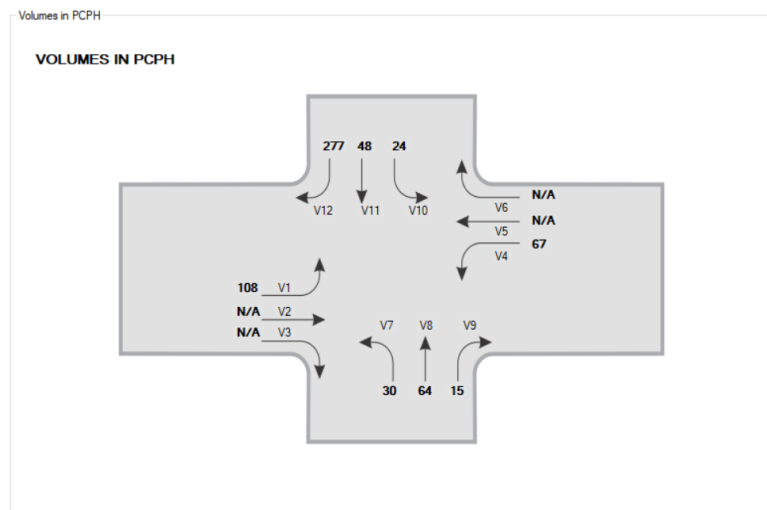 Volumes in PCPH
VOLUMES IN PCPH
277 48 24
V12 V11 V10
N/A
V6
N/A
V5
67
V4
108 V1
N/A V2
N/A V3
V7 V8 V9
30 64 15